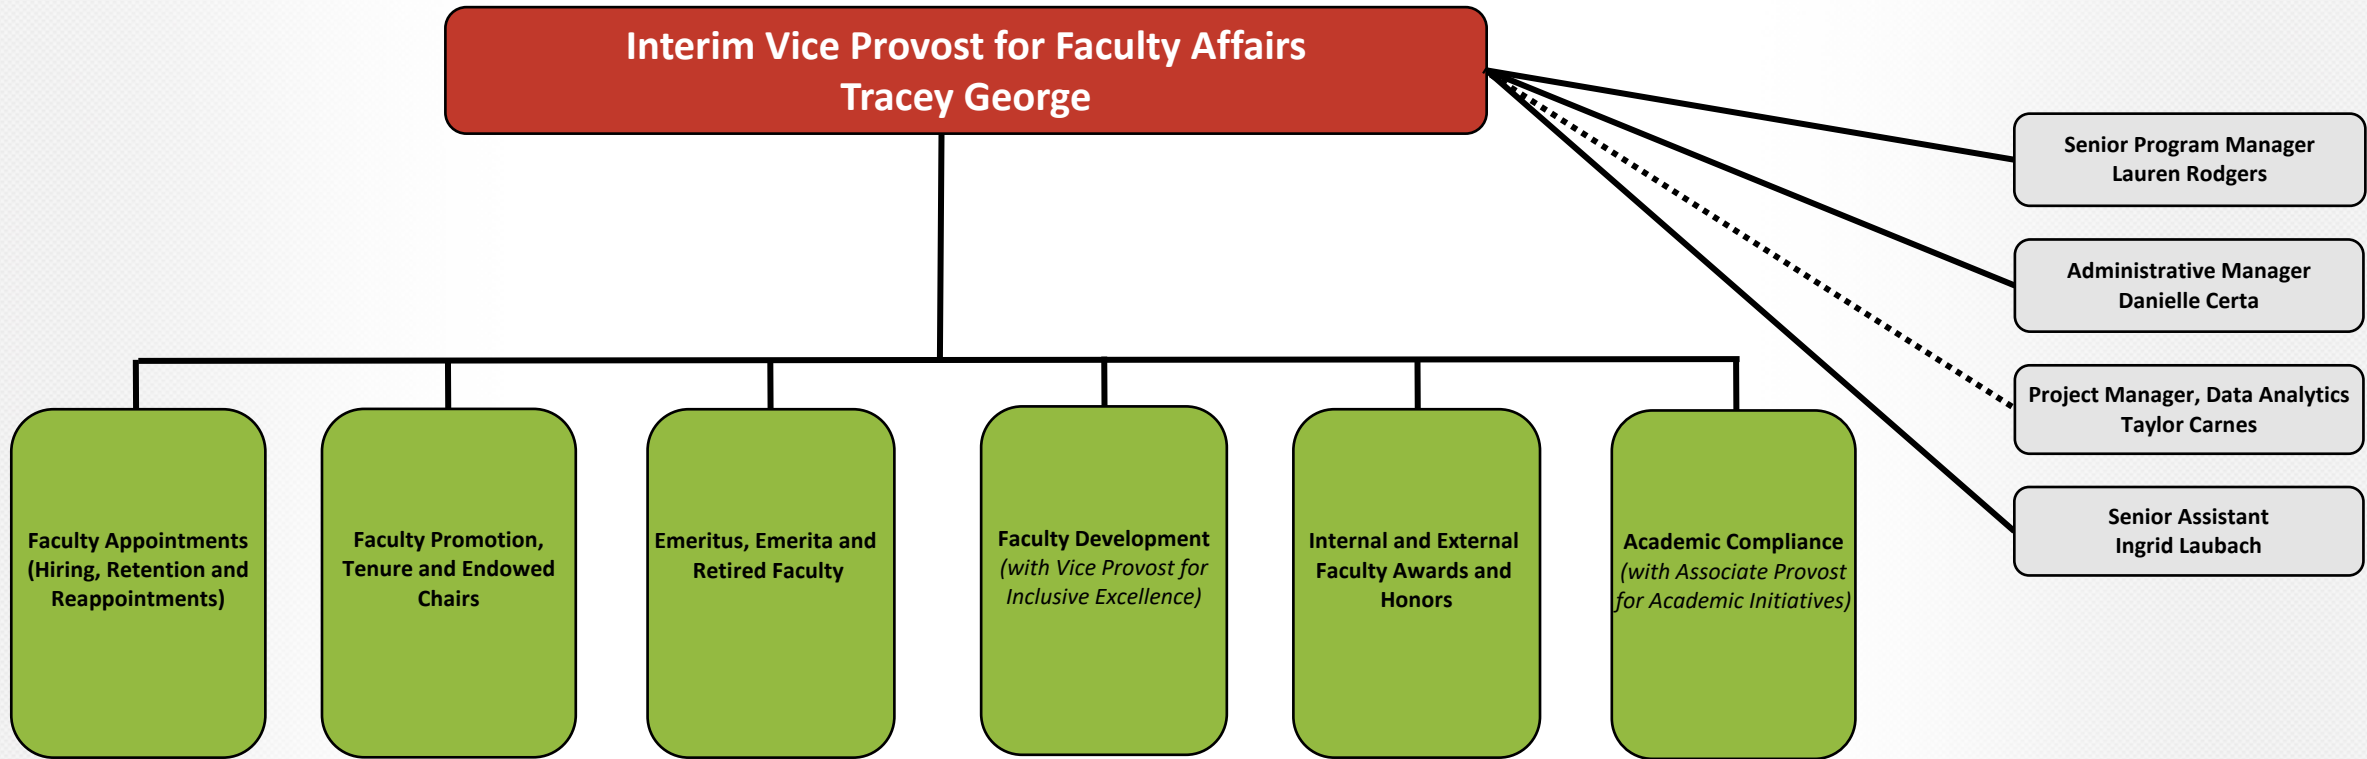 Interim Vice Provost for Faculty Affairs
Tracey George
Senior Program Manager
Lauren Rodgers
Administrative Manager
Danielle Certa
Project Manager, Data Analytics
Taylor Carnes
Senior Assistant
Ingrid Laubach
Faculty Appointments
(Hiring, Retention and
Reappointments)
Faculty Promotion,
Tenure and Endowed
Chairs
Emeritus, Emerita and
Retired Faculty
Faculty Development
(with Vice Provost for
Inclusive Excellence)
Internal and External
Faculty Awards and
Honors
Academic Compliance
(with Associate Provost
for Academic Initiatives)